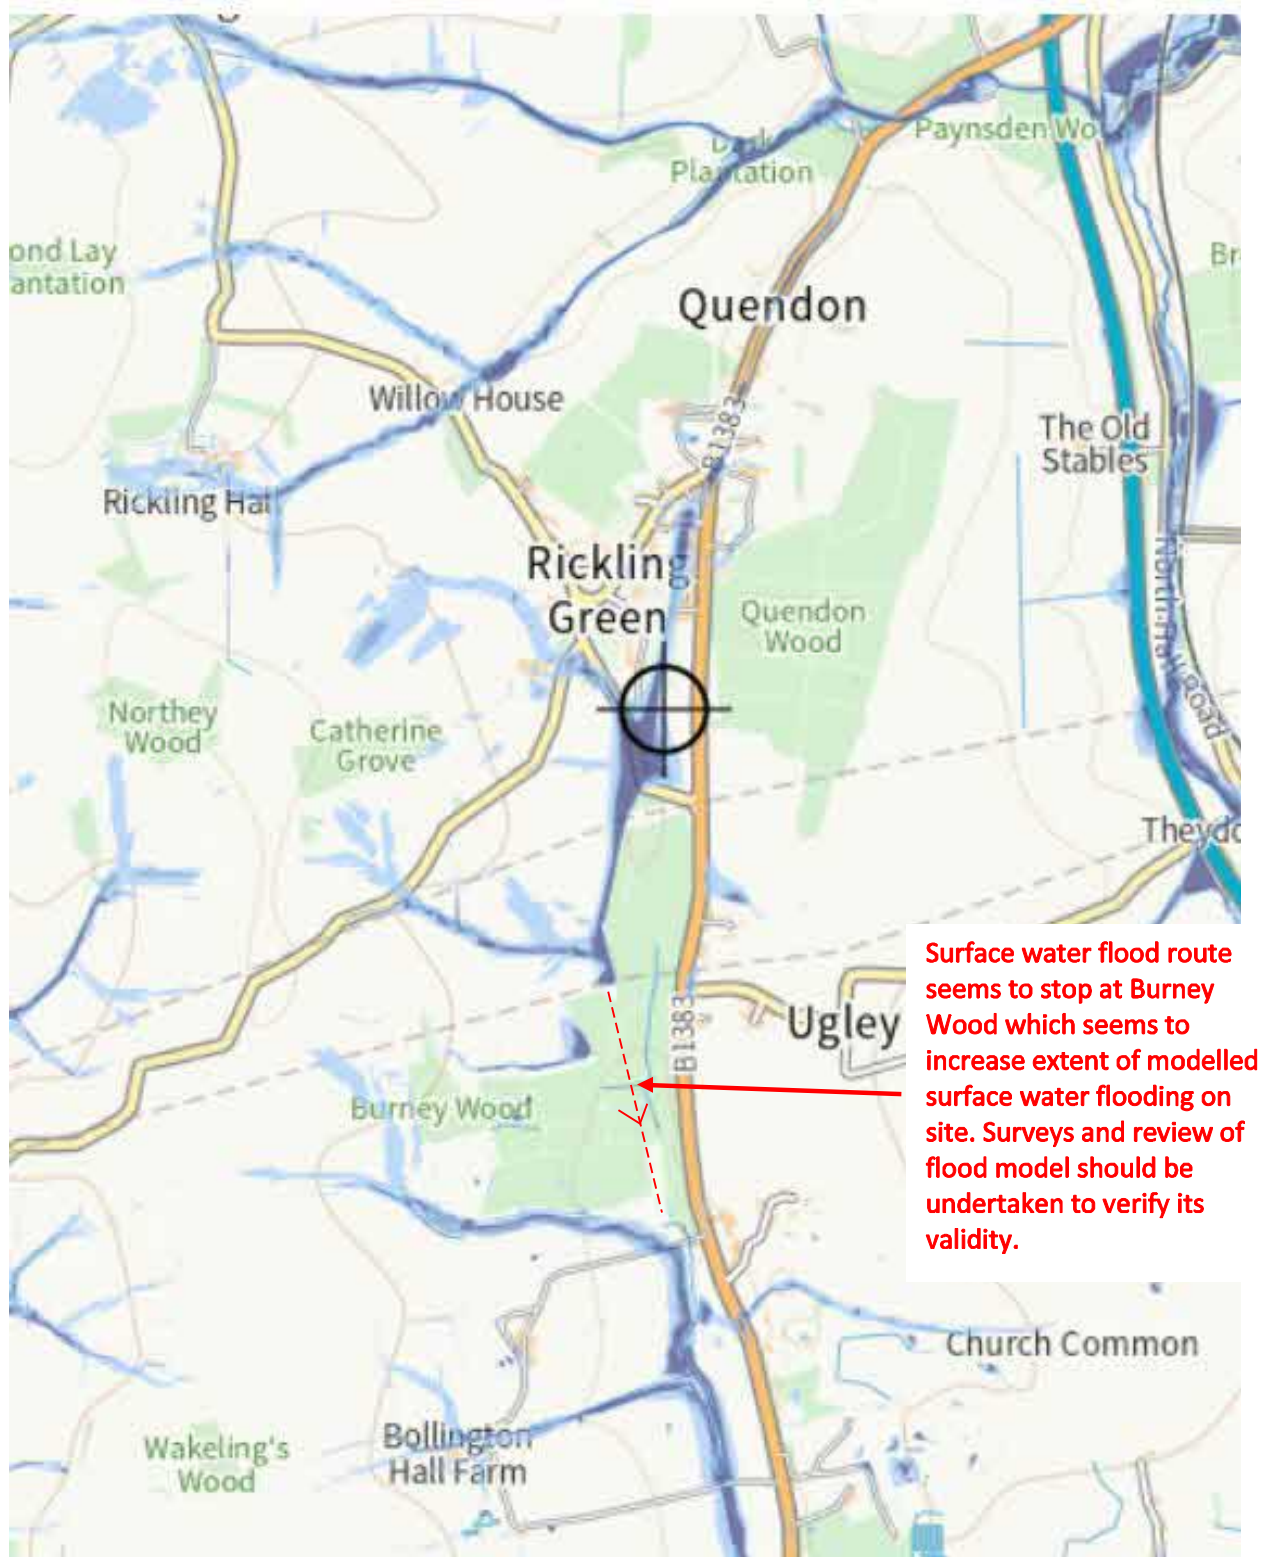 Paynsden Wo
Plantation
ond Lay
antation
Br
Quendon
Willow House
B1383
The Old
Stables
Rickling Hal
Rickling
Green
Quendon
Wood
Northey
Wood
Catherine
Grove
Theydo
Surface water flood route
seems to stop at Burney
Wood which seems to
increase extent of modelled
surface water flooding on
site. Surveys and review of
flood model should be
undertaken to verify its
validity.
Ugley
B1383
Burney Wood
Church Common
Bollington
Hall Farm
Wakeling's
Wood